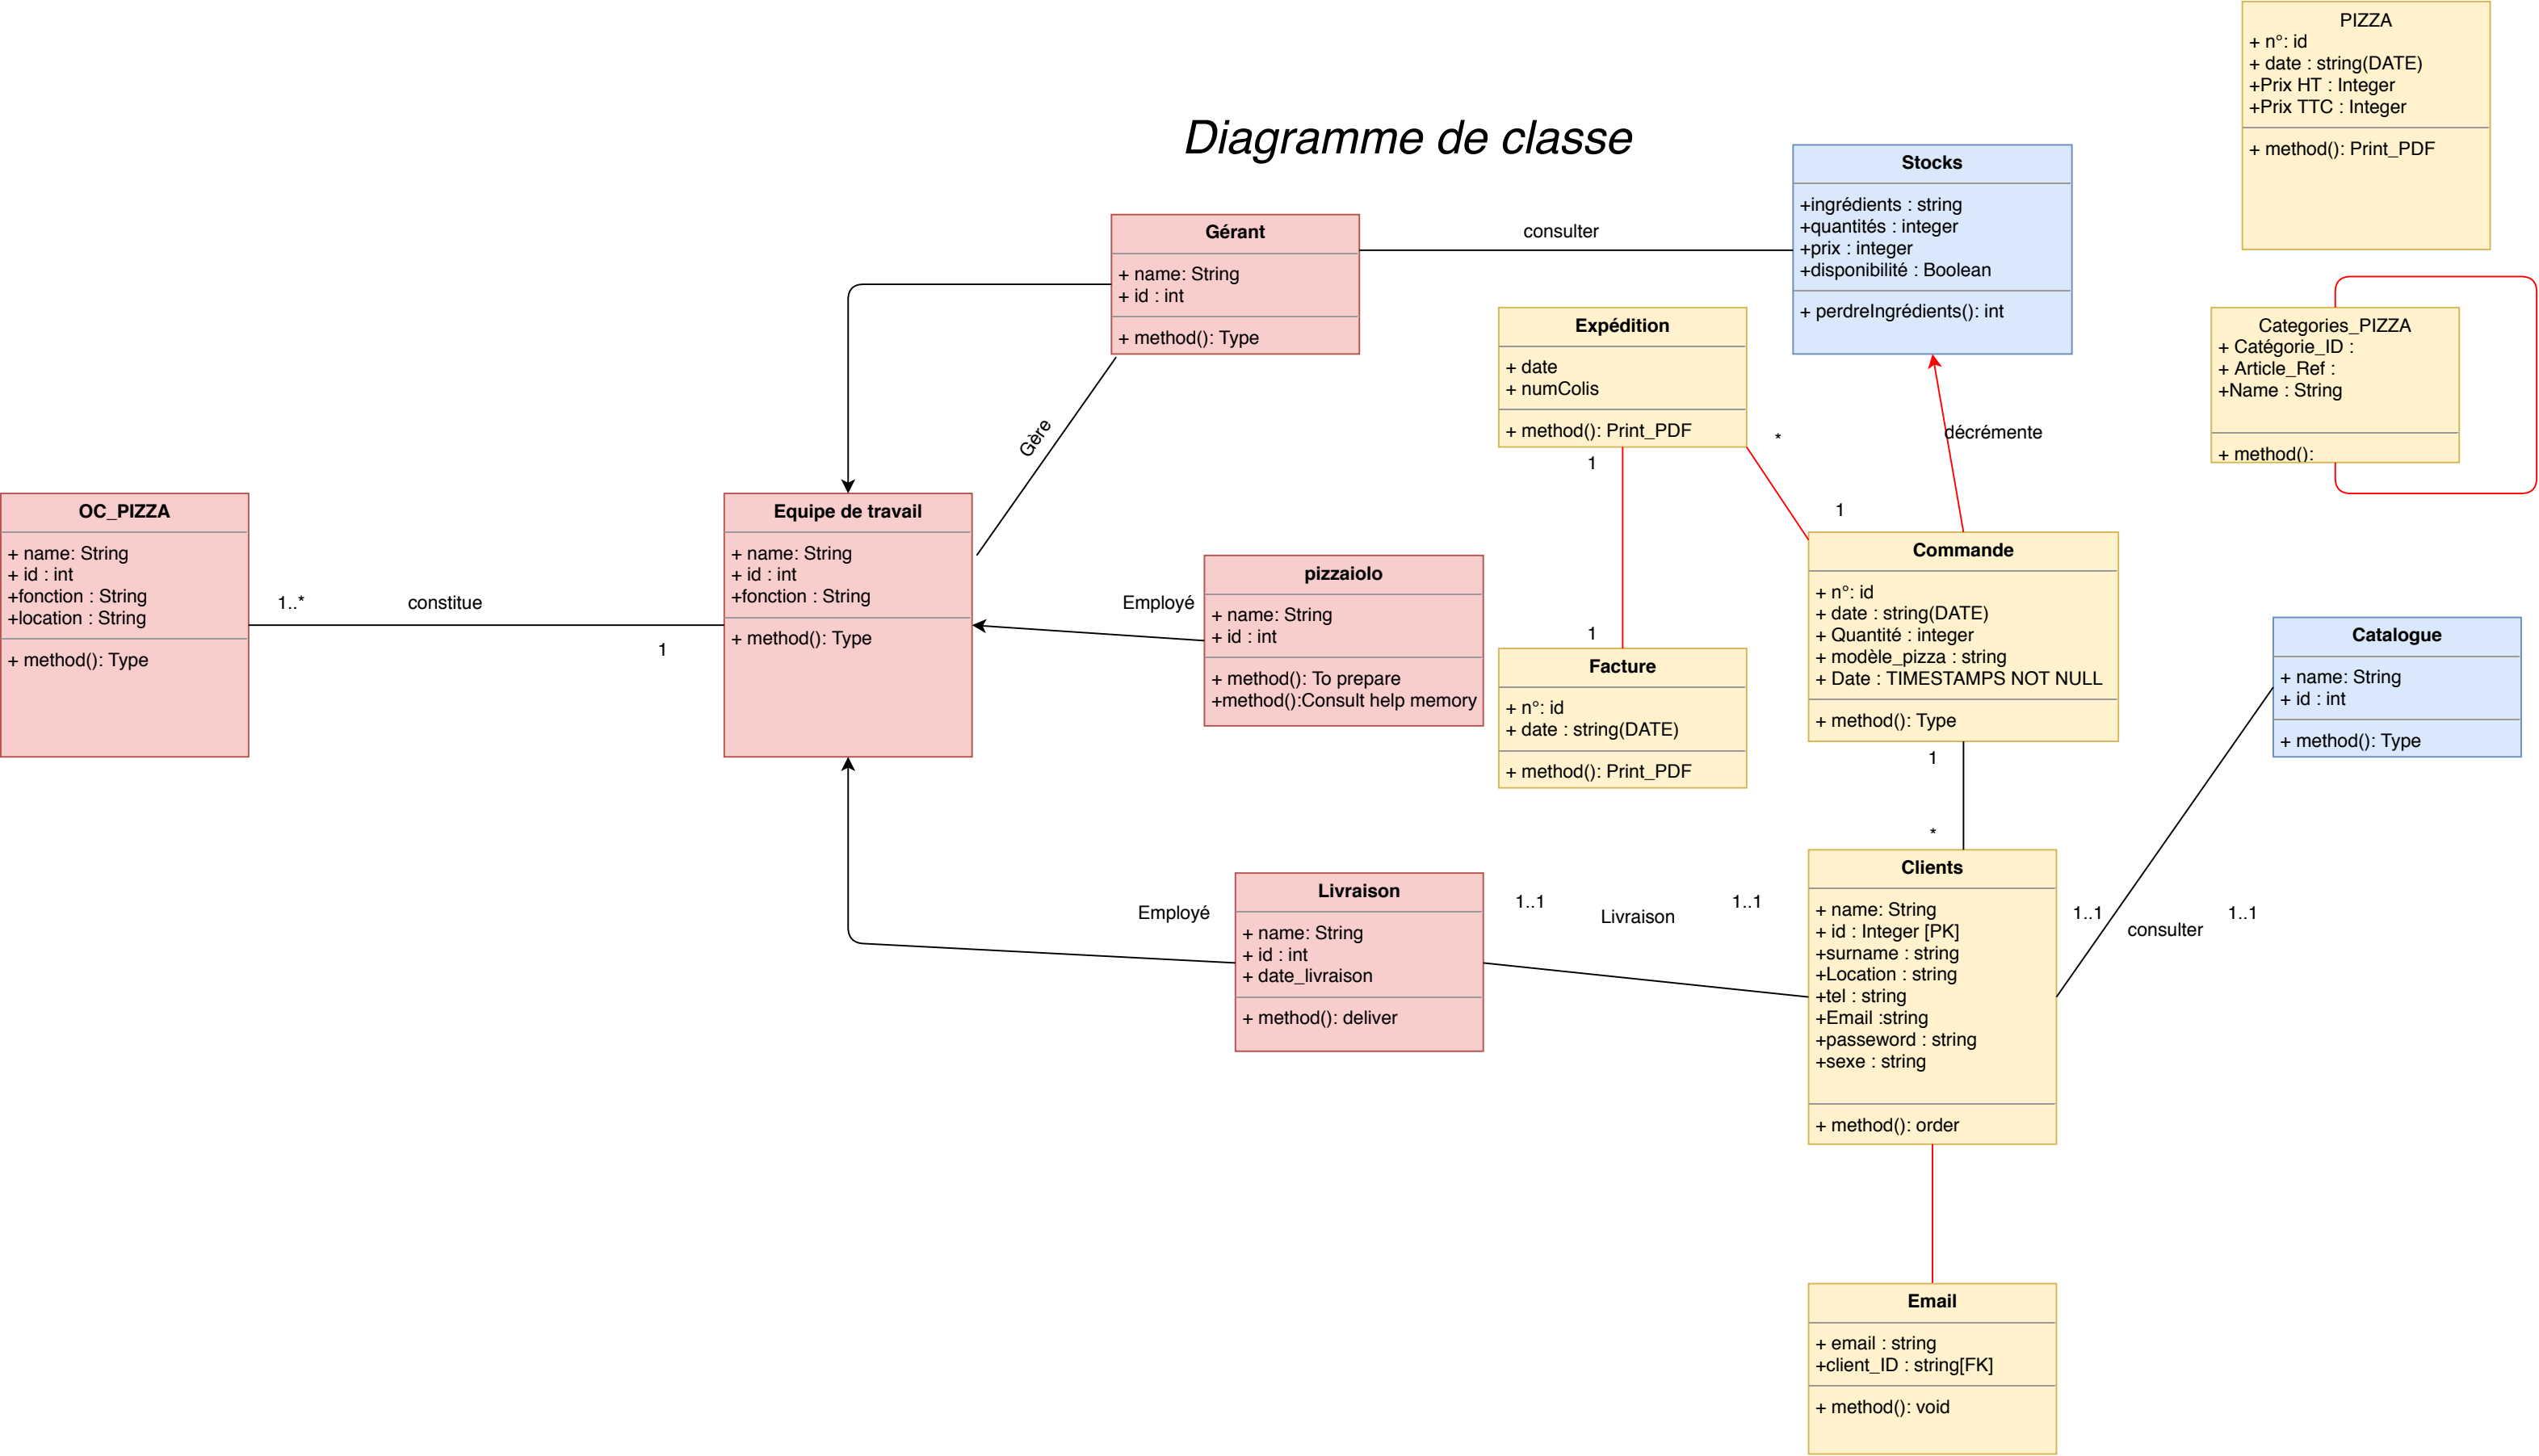 PIZZA
+ n°: id
+ date : string(DATE)
+Prix HT : Integer
+Prix TTC : Integer
+ method(): Print_PDF
Diagramme de classe
Stocks
+ingrédients : string
+quantités : integer
+prix : integer
+disponibilité : Boolean
+ perdreIngrédients(): int
Gérant
+ name: String
+ id : int
+ method(): Type
consulter
Expédition
+ date
+ numColis
+ method(): Print_PDF
Categories_PIZZA
+ Catégorie_ID :
+ Article_Ref :
+Name : String
+ method():
Gère
*
décrémente
1
1
OC_PIZZA
+ name: String
+ id : int
+fonction : String
+location : String
+ method(): Type
1..*
constitue
1
Equipe de travail
+ name: String
+ id : int
+fonction : String
+ method(): Type
Employé
pizzaiolo
+ name: String
+ id : int
+ method(): To prepare
+method():Consult help memory
1
Facture
+ n°: id
+ date : string(DATE)
+ method(): Print_PDF
Commande
+ n°: id
+ date : string(DATE)
+ Quantité : integer
+ modèle_pizza : string
+ Date : TIMESTAMPS NOT NULL
+ method(): Type
Catalogue
+ name: String
+ id : int
+ method(): Type
1
*
Employé
Livraison
+ name: String
+ id : int
+ date_livraison
+ method(): deliver
1..1
Livraison
1..1
Clients
+ name: String
+ id : Integer [PK]
+surname : string
+Location : string
+tel : string
+Email :string
+passeword : string
+sexe : string
+ method(): order
1..1
consulter
1..1
Email
+ email : string
+client_ID : string[FK]
+ method(): void